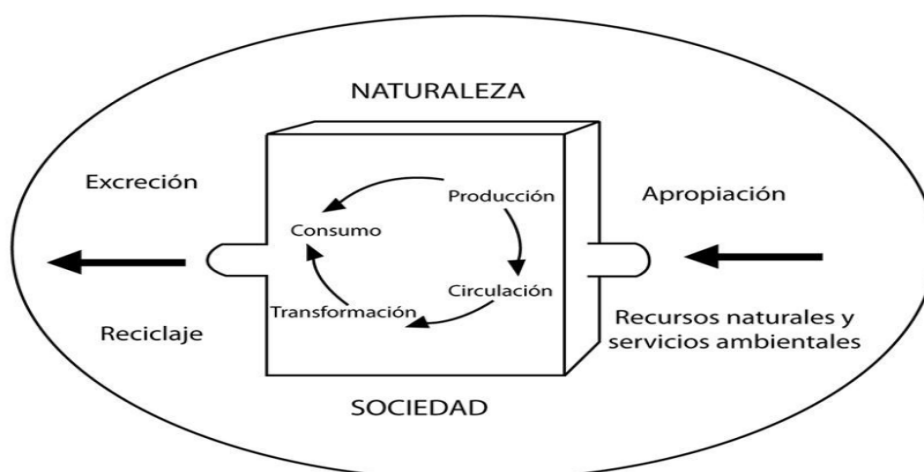 NATURALEZA
Excreción
Apropiación
Producción
Consumo
Circulación
Transformación
Reciclaje
Recursos naturales y
servicios ambientales
SOCIEDAD